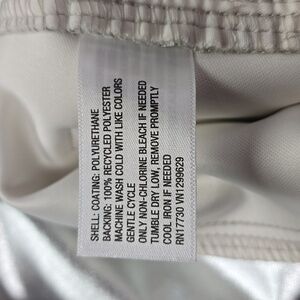 SHELL: COATING: POLYURETHANE
BACKING: 100% RECYCLED POLYESTER
MACHINE WASH COLD WITH LIKE COLORS
GENTLE CYCLE
ONLY NON-CHLORINE BLEACH IF NEEDED
TUMBLE DRY LOW, REMOVE PROMPTLY
COOL IRON IF NEEDED
RN17730 VN1299629